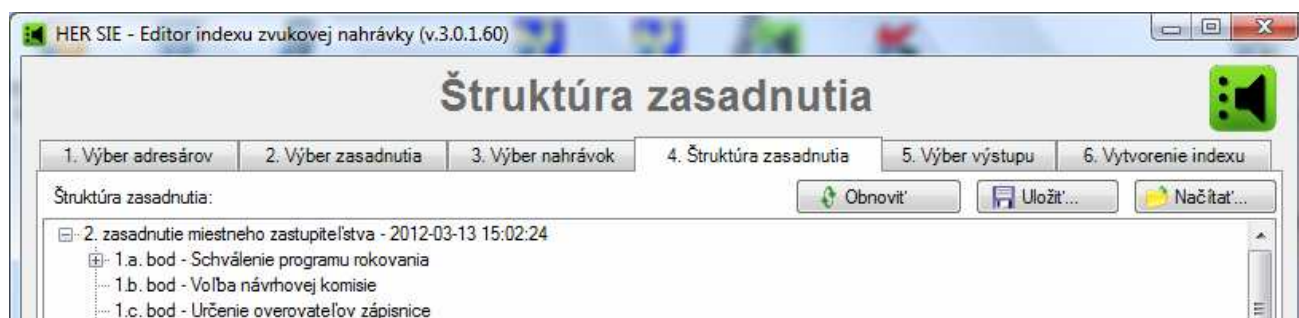 HER SIE - Editor indexu zvukovej nahrávky (v.3.0.1.60)
Štruktúra zasadnutia
1. Výber adresárov 2. Výber zasadnutia 3. Výber nahrávok 4. Štruktúra zasadnutia 5. Výber výstupu 6. Vytvorenie indexu
Štruktúra zasadnutia: Obnoviť Uložiť... Načítať...
2. zasadnutie miestneho zastupiteľstva - 2012-03-13 15:02:24
1.a. bod - Schválenie programu rokovania
1.b. bod - Voľba návrhovej komisie
1.c. bod - Určenie overovateľov zápisnice